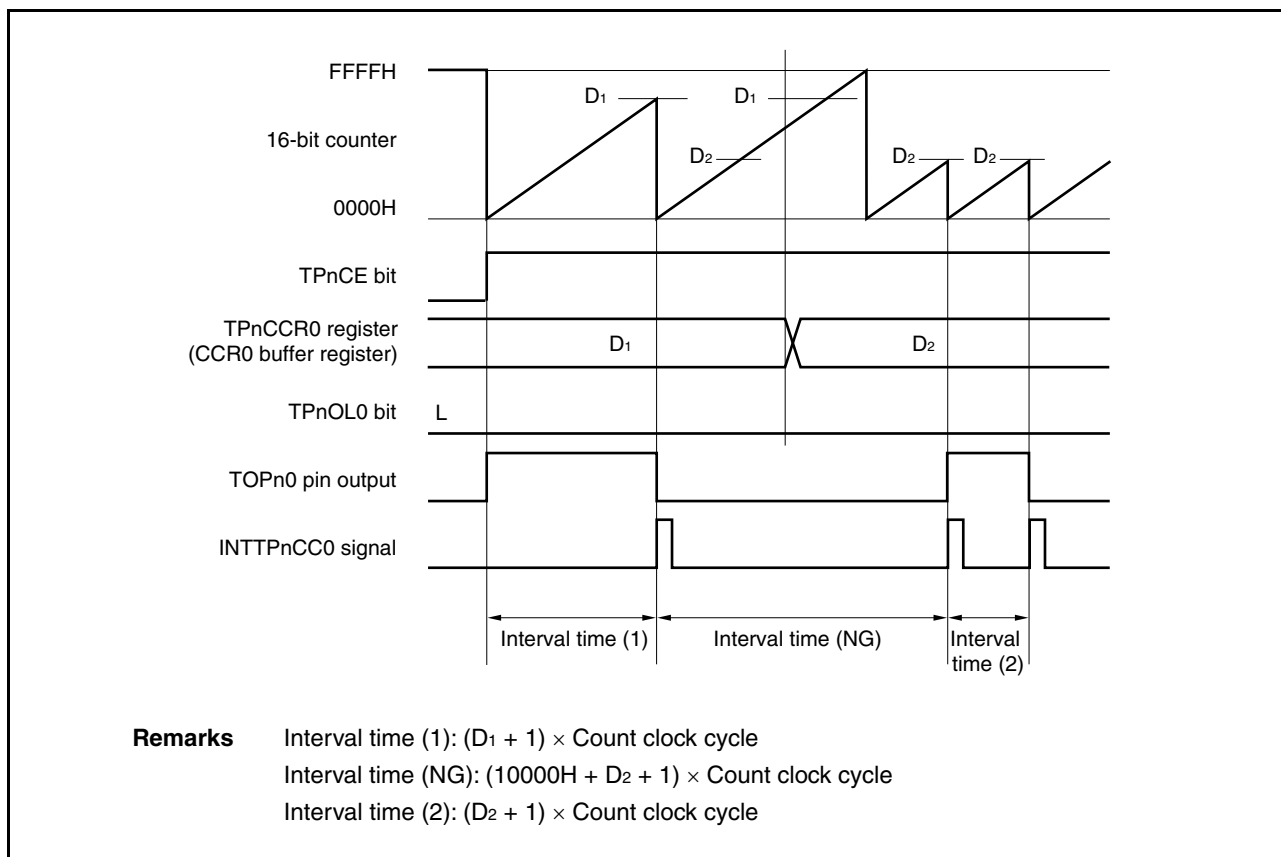 FFFFH
D1
D1
16-bit counter
D2
D2
D2
0000H
TPnCE bit
TPnCCR0 register
(CCR0 buffer register)
D1
D2
TPnOL0 bit
L
TOPn0 pin output
INTTPnCC0 signal
Interval time (1)
Interval time (NG)
Interval
time (2)
Remarks Interval time (1): (D1 + 1) × Count clock cycle
Interval time (NG): (10000H + D2 + 1) × Count clock cycle
Interval time (2): (D2 + 1) × Count clock cycle